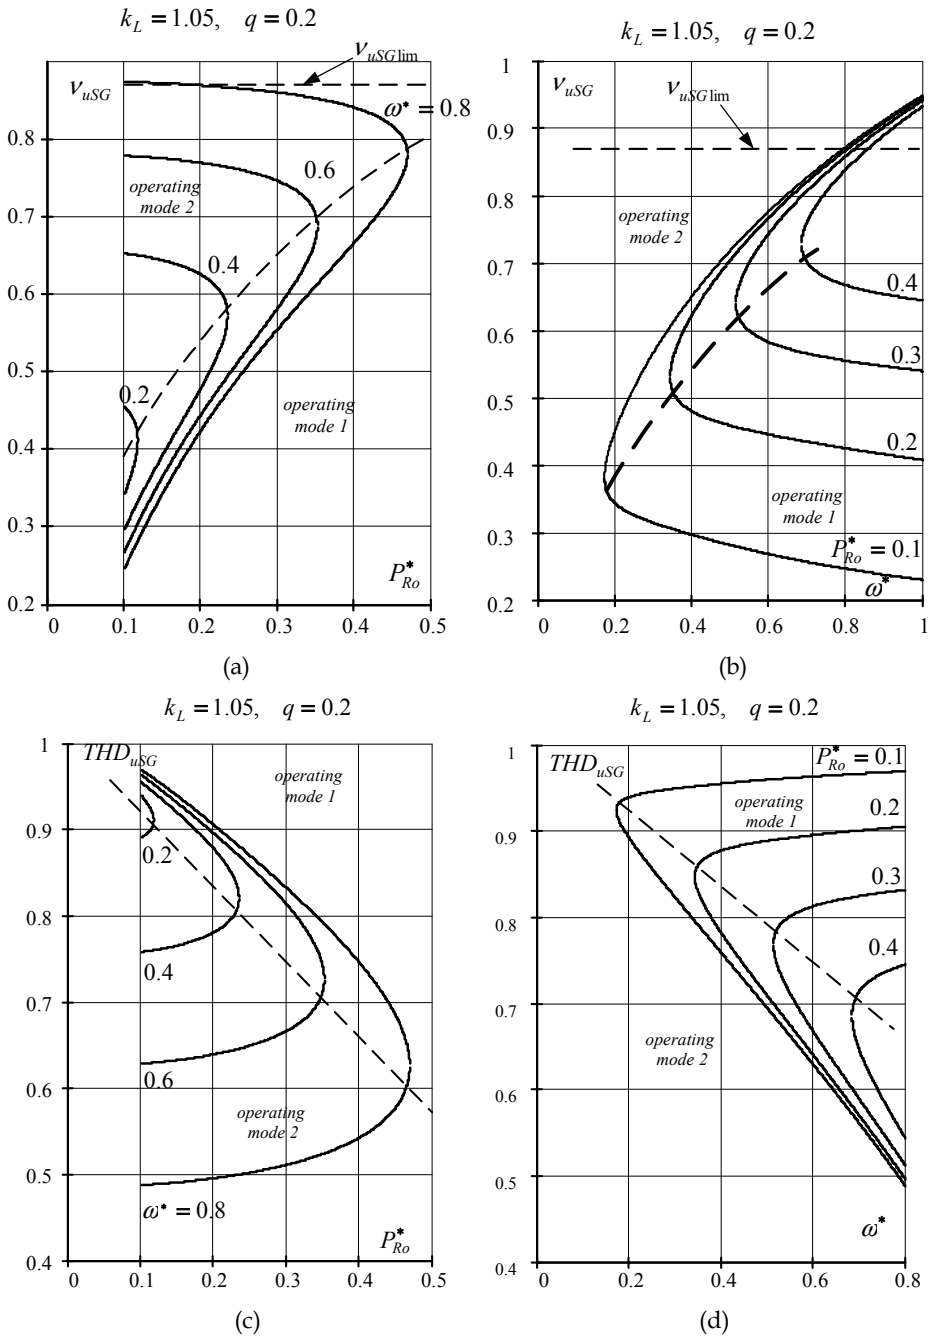 k_L = 1.05, q = 0.2
ν_uSGlim
ν_uSG
ω* = 0.8
0.8
0.6
operating
mode 2
0.7
0.4
0.6
0.5
0.2
operating
mode 1
0.4
0.3
P*_Ro
0.2
0 0.1 0.2 0.3 0.4 0.5
(a)
k_L = 1.05, q = 0.2
1
ν_uSG
ν_uSGlim
0.9
0.8
operating
mode 2
0.7
0.4
0.6
0.3
0.5
0.2
0.4
operating
mode 1
0.3
P*_Ro = 0.1
ω*
0.2
0 0.2 0.4 0.6 0.8 1
(b)
k_L = 1.05, q = 0.2
1
THD_uSG
operating
mode 1
0.9
0.2
0.8
0.4
0.7
0.6
0.6
operating
mode 2
0.5
ω* = 0.8
P*_Ro
0.4
0 0.1 0.2 0.3 0.4 0.5
(c)
k_L = 1.05, q = 0.2
1
THD_uSG
P*_Ro = 0.1
operating
mode 1
0.2
0.9
0.3
0.8
0.4
0.7
operating
mode 2
0.6
0.5
ω*
0.4
0 0.2 0.4 0.6 0.8
(d)